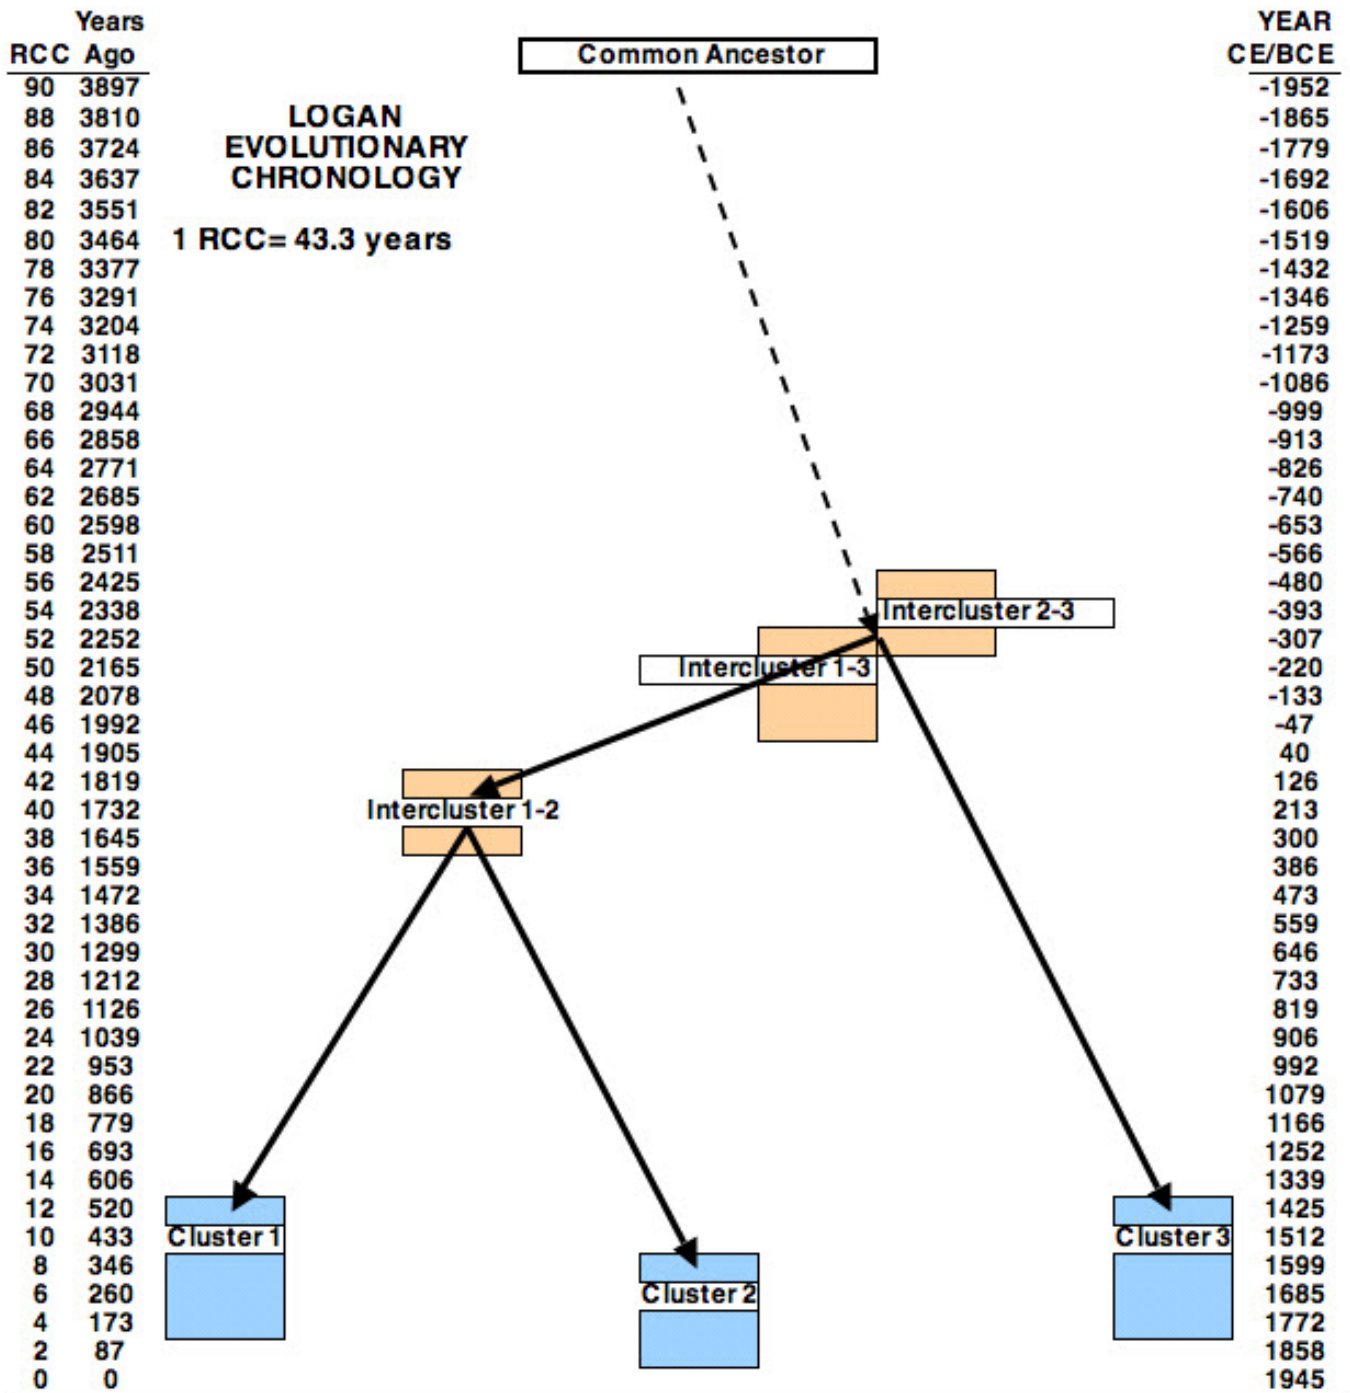 Years YEAR
RCC Ago Common Ancestor CE/BCE
90 3897 -1952
88 3810 LOGAN -1865
86 3724 EVOLUTIONARY -1779
84 3637 CHRONOLOGY -1692
82 3551 -1606
80 3464 1 RCC= 43.3 years -1519
78 3377 -1432
76 3291 -1346
74 3204 -1259
72 3118 -1173
70 3031 -1086
68 2944 -999
66 2858 -913
64 2771 -826
62 2685 -740
60 2598 -653
58 2511 -566
56 2425 -480
54 2338 Intercluster 2-3 -393
52 2252 -307
50 2165 Intercluster 1-3 -220
48 2078 -133
46 1992 -47
44 1905 40
42 1819 126
40 1732 Intercluster 1-2 213
38 1645 300
36 1559 386
34 1472 473
32 1386 559
30 1299 646
28 1212 733
26 1126 819
24 1039 906
22 953 992
20 866 1079
18 779 1166
16 693 1252
14 606 1339
12 520 1425
10 433 Cluster 1 Cluster 3 1512
8 346 1599
6 260 Cluster 2 1685
4 173 1772
2 87 1858
0 0 1945